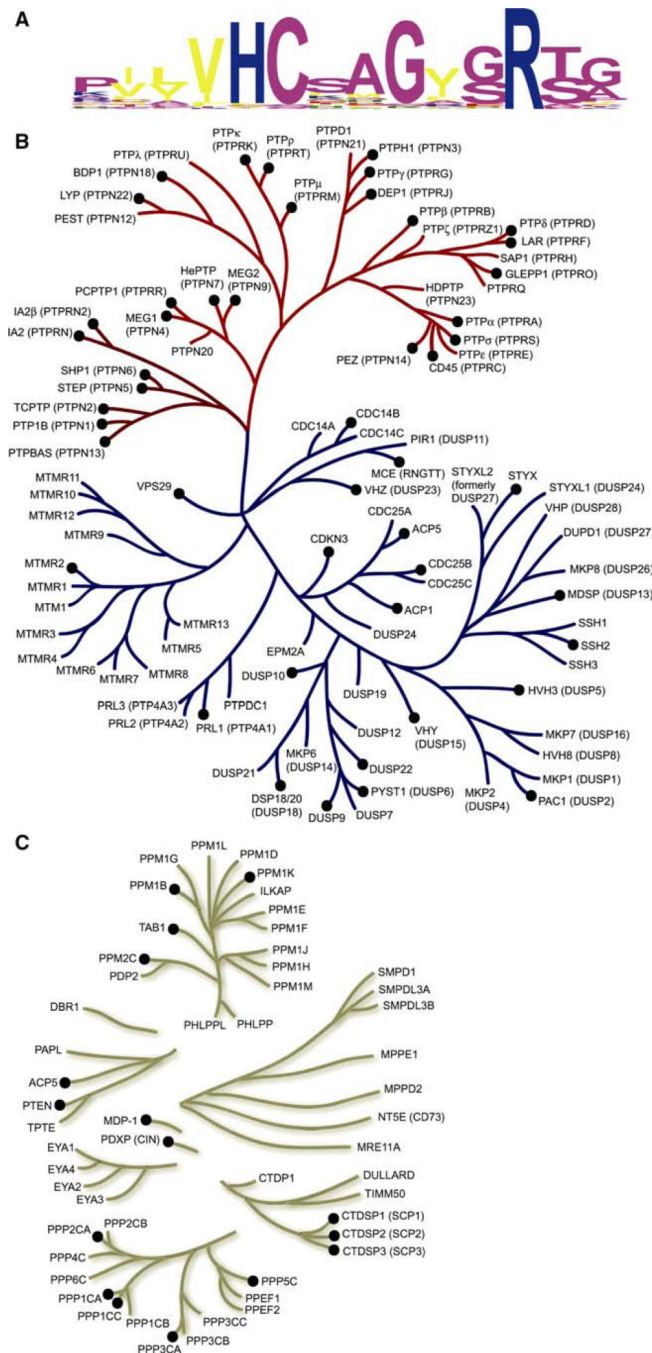 A
P V L V H C S A G Y G R T G
B
PTPκ
(PTPRK)
PTPρ
(PTPRT)
PTPD1
(PTPN21)
PTPλ (PTPRU)
PTPH1 (PTPN3)
BDP1 (PTPN18)
PTPγ (PTPRG)
PTPμ
(PTPRM)
DEP1 (PTPRJ)
LYP (PTPN22)
PEST (PTPN12)
PTPβ (PTPRB)
PTPζ (PTPRZ1)
PTPδ (PTPRD)
LAR (PTPRF)
SAP1 (PTPRH)
GLEPP1 (PTPRO)
PTPRQ
HePTP
(PTPN7)
MEG2
(PTPN9)
PCPTP1 (PTPRR)
HDPTP
(PTPN23)
IA2β (PTPRN2)
MEG1
(PTPN4)
IA2 (PTPRN)
PTPN20
PTPα (PTPRA)
PTPσ (PTPRS)
PTPε (PTPRE)
PEZ (PTPN14)
CD45
(PTPRC)
SHP1 (PTPN6)
STEP (PTPN5)
TCPTP (PTPN2)
PTP1B (PTPN1)
PTPBAS (PTPN13)
CDC14A
CDC14B
CDC14C
PIR1 (DUSP11)
MCE (RNGTT)
VHZ (DUSP23)
VPS29
MTMR11
MTMR10
MTMR12
MTMR9
MTMR2
MTMR1
MTM1
MTMR3
MTMR4
MTMR6
MTMR7
MTMR8
MTMR5
MTMR13
STYXL2
(formerly
DUSP27)
STYX
STYXL1 (DUSP24)
VHP (DUSP28)
DUPD1 (DUSP27)
MKP8 (DUSP26)
MDSP (DUSP13)
SSH1
SSH2
SSH3
CDC25A
ACP5
CDKN3
CDC25B
CDC25C
ACP1
DUSP24
EPM2A
DUSP10
DUSP19
PTPDC1
PRL3 (PTP4A3)
PRL2 (PTP4A2)
PRL1 (PTP4A1)
HVH3 (DUSP5)
VHY
(DUSP15)
DUSP12
MKP7 (DUSP16)
HVH8 (DUSP8)
MKP6
(DUSP14)
DUSP21
DUSP22
MKP1 (DUSP1)
PAC1 (DUSP2)
MKP2
(DUSP4)
DSP18/20
(DUSP18)
PYST1 (DUSP6)
DUSP9
DUSP7
C
PPM1L
PPM1G
PPM1D
PPM1K
PPM1B
ILKAP
PPM1E
PPM1F
TAB1
PPM1J
PPM1H
PPM1M
PPM2C
PDP2
PHLPPL
PHLPP
SMPD1
SMPDL3A
SMPDL3B
DBR1
MPPE1
PAPL
ACP5
PTEN
TPTE
MPPD2
NT5E (CD73)
MRE11A
MDP-1
PDXP (CIN)
EYA1
EYA4
EYA2
EYA3
CTDP1
DULLARD
TIMM50
CTDSP1 (SCP1)
CTDSP2 (SCP2)
CTDSP3 (SCP3)
PPP2CA
PPP2CB
PPP4C
PPP6C
PPP1CA
PPP1CC
PPP1CB
PPP3CA
PPP3CB
PPP3CC
PPP5C
PPEF1
PPEF2